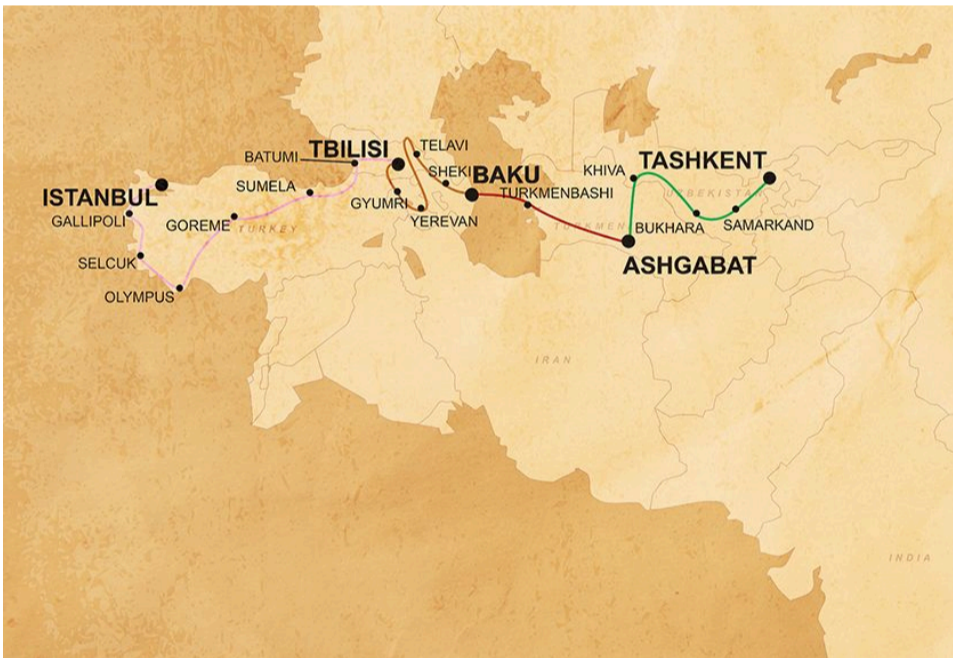 TBILISI
TELAVI
BATUMI
SHEKI
BAKU
KHIVA
TASHKENT
ISTANBUL
SUMELA
GYUMRI
TURKMENBASHI
UZBEKISTA
GALLIPOLI
GOREME
TURKEY
YEREVAN
TURKMEN
BUKHARA
SAMARKAND
SELCUK
ASHGABAT
OLYMPUS
IRAN
INDIA